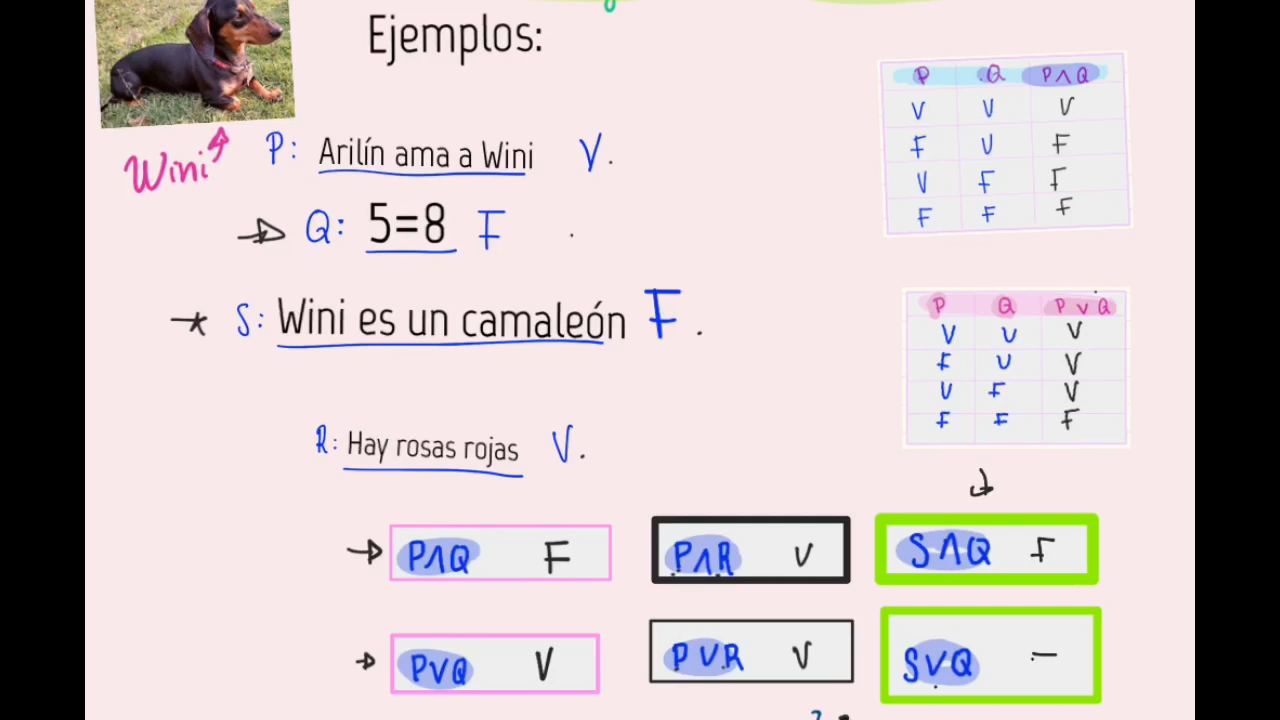 Ejemplos:
Wini
P: Arilín ama a Wini V.
Q: 5=8 F
S: Wini es un camaleón F.
R: Hay rosas rojas V.
P Q P∧Q
V V V
F V F
V F F
F F F
P Q P∨Q
V V V
F V V
V F V
F F F
P∧Q F
P∧R V
S∧Q F
P∨Q V
P∨R V
S∨Q